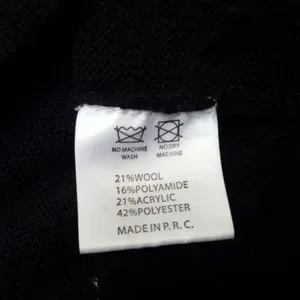 NO MACHINE WASH
NO DRY MACHINE
21%WOOL
16%POLYAMIDE
21%ACRYLIC
42%POLYESTER
MADE IN P. R. C.